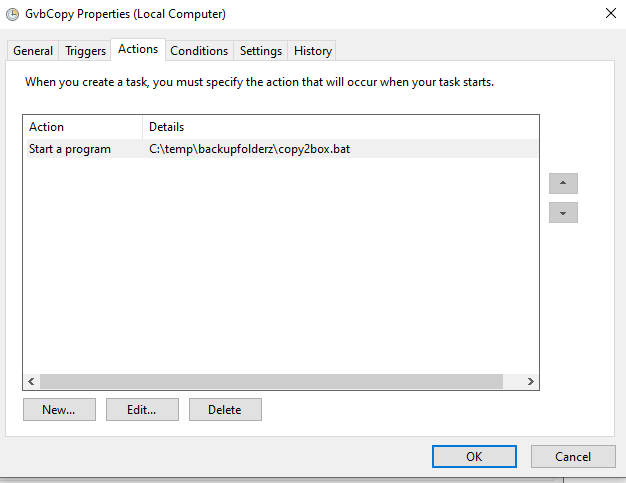 GvbCopy Properties (Local Computer)
General Triggers Actions Conditions Settings History
When you create a task, you must specify the action that will occur when your task starts.
Action Details
Start a program C:\temp\backupfolderz\copy2box.bat
New... Edit... Delete
OK Cancel